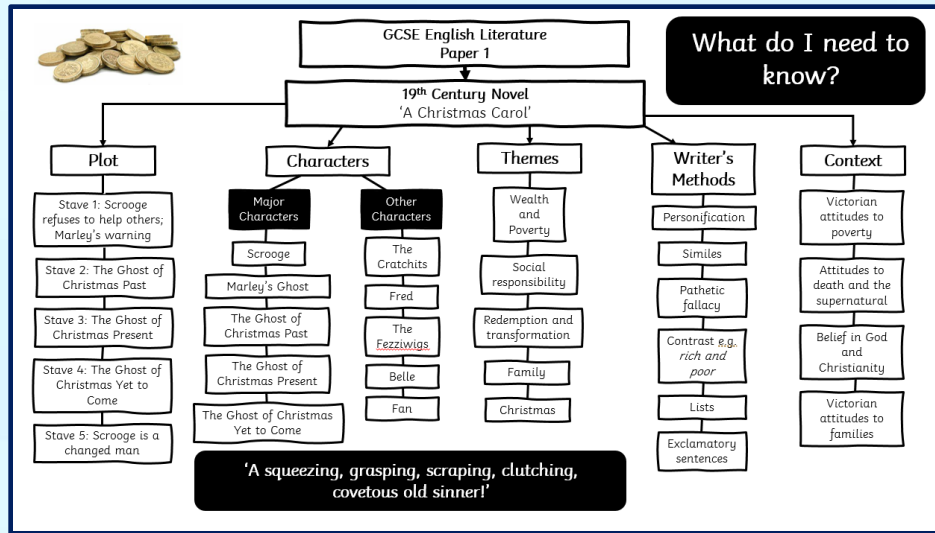 GCSE English Literature
Paper 1
What do I need to
know?
19th Century Novel
'A Christmas Carol'
Plot
Stave 1: Scrooge
refuses to help others;
Marley's warning
Stave 2: The Ghost of
Christmas Past
Stave 3: The Ghost of
Christmas Present
Stave 4: The Ghost of
Christmas Yet to
Come
Stave 5: Scrooge is a
changed man
Characters
Major
Characters
Scrooge
Marley's Ghost
The Ghost of
Christmas Past
The Ghost of
Christmas Present
The Ghost of Christmas
Yet to Come
Other
Characters
The
Cratchits
Fred
The
Fezziwigs
Belle
Fan
Themes
Wealth
and
Poverty
Social
responsibility
Redemption and
transformation
Family
Christmas
Writer's
Methods
Personification
Similes
Pathetic
fallacy
Contrast e.g.
rich and
poor
Lists
Exclamatory
sentences
Context
Victorian
attitudes to
poverty
Attitudes to
death and the
supernatural
Belief in God
and
Christianity
Victorian
attitudes to
families
'A squeezing, grasping, scraping, clutching,
covetous old sinner!'